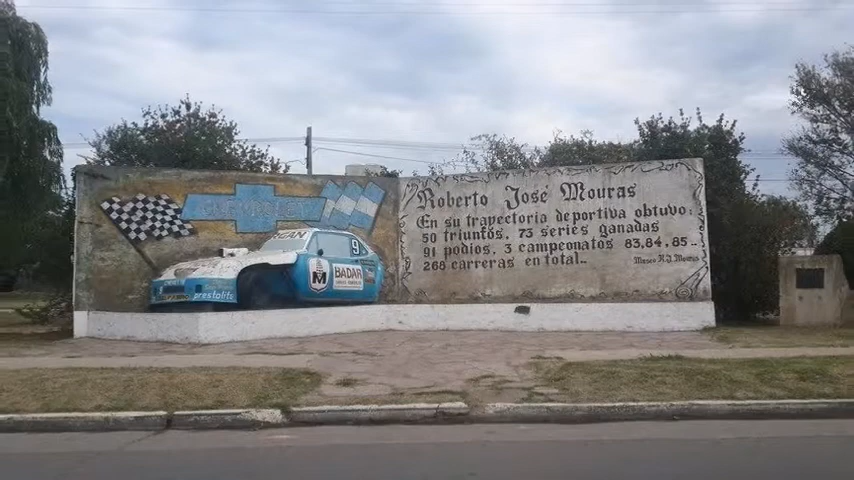 CHEVROLET
9
M
BADAR
prestolite
Roberto José Mouras
En su trayectoria deportiva obtuvo:
50 triunfos, 73 series ganadas
91 podios, 3 campeonatos 83,84,85..
268 carreras en total..
Museo R.J.Mouras